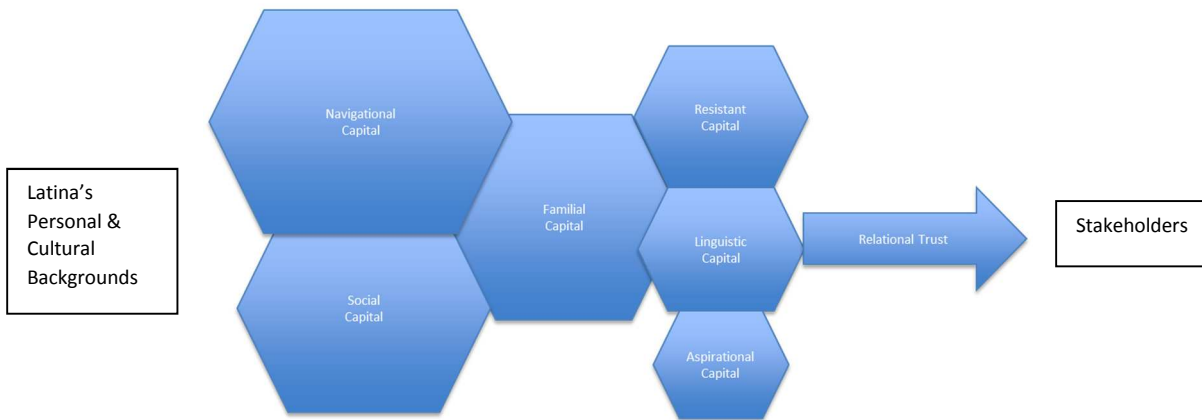 Latina’s
Personal &
Cultural
Backgrounds
Navigational
Capital
Social
Capital
Familial
Capital
Resistant
Capital
Linguistic
Capital
Aspirational
Capital
Relational Trust
Stakeholders